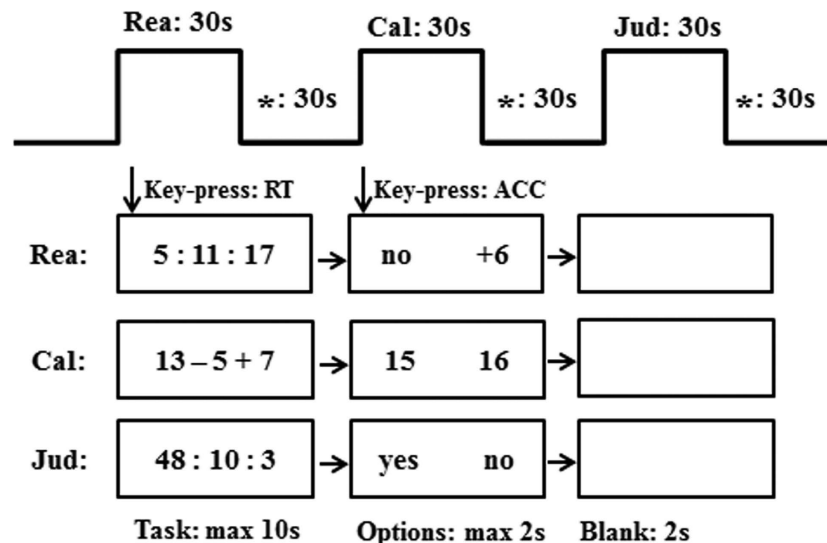 Rea: 30s Cal: 30s Jud: 30s
*: 30s *: 30s *: 30s
Key-press: RT Key-press: ACC
Rea: 5 : 11 : 17 no +6
Cal: 13 – 5 + 7 15 16
Jud: 48 : 10 : 3 yes no
Task: max 10s Options: max 2s Blank: 2s